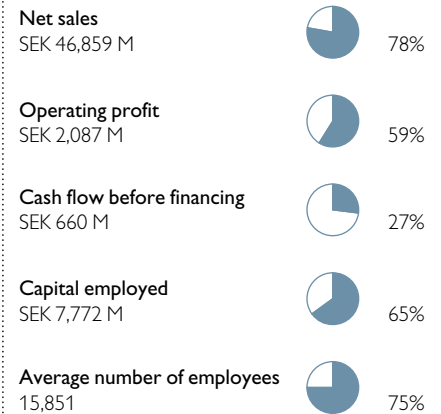 Net sales
SEK 46,859 M
78%
Operating profit
SEK 2,087 M
59%
Cash flow before financing
SEK 660 M
27%
Capital employed
SEK 7,772 M
65%
Average number of employees
15,851
75%